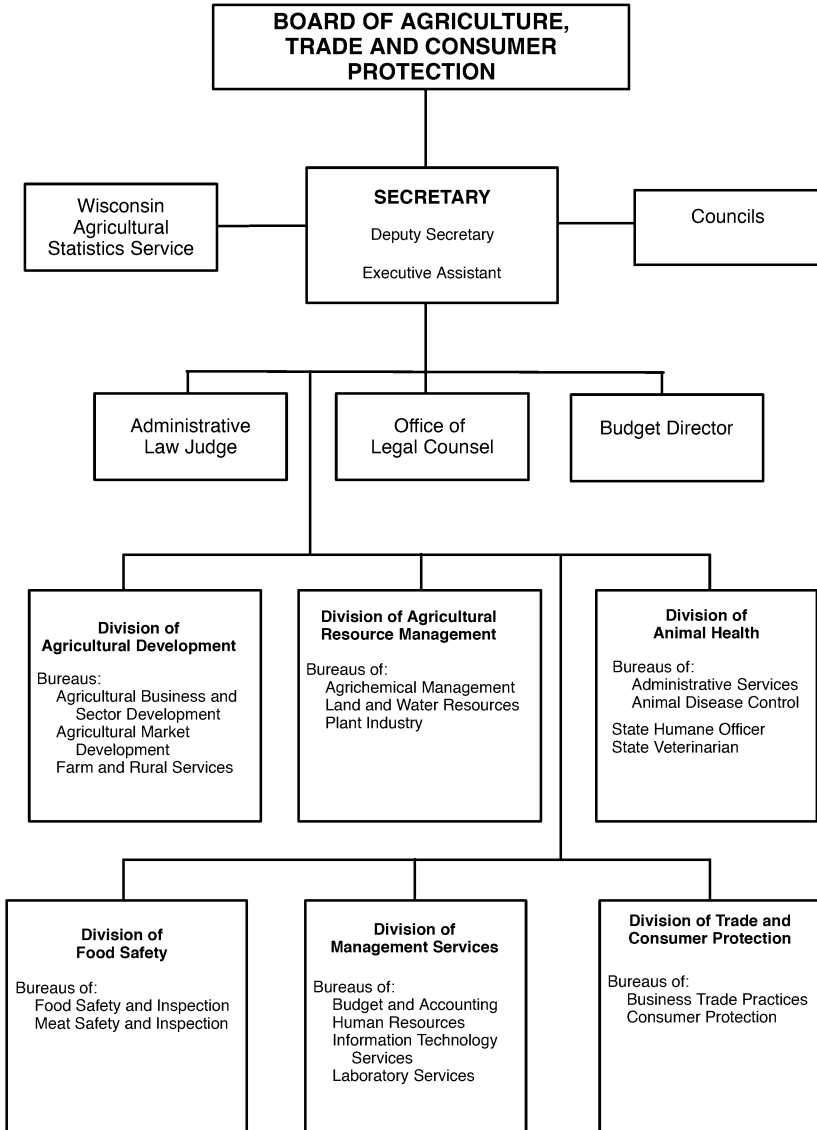 BOARD OF AGRICULTURE,
TRADE AND CONSUMER
PROTECTION
Wisconsin
Agricultural
Statistics Service
SECRETARY
Deputy Secretary
Executive Assistant
Councils
Administrative
Law Judge
Office of
Legal Counsel
Budget Director
Division of
Agricultural Development
Bureaus:
Agricultural Business and
Sector Development
Agricultural Market
Development
Farm and Rural Services
Division of Agricultural
Resource Management
Bureaus of:
Agrichemical Management
Land and Water Resources
Plant Industry
Division of
Animal Health
Bureaus of:
Administrative Services
Animal Disease Control
State Humane Officer
State Veterinarian
Division of
Food Safety
Bureaus of:
Food Safety and Inspection
Meat Safety and Inspection
Division of
Management Services
Bureaus of:
Budget and Accounting
Human Resources
Information Technology
Services
Laboratory Services
Division of Trade and
Consumer Protection
Bureaus of:
Business Trade Practices
Consumer Protection